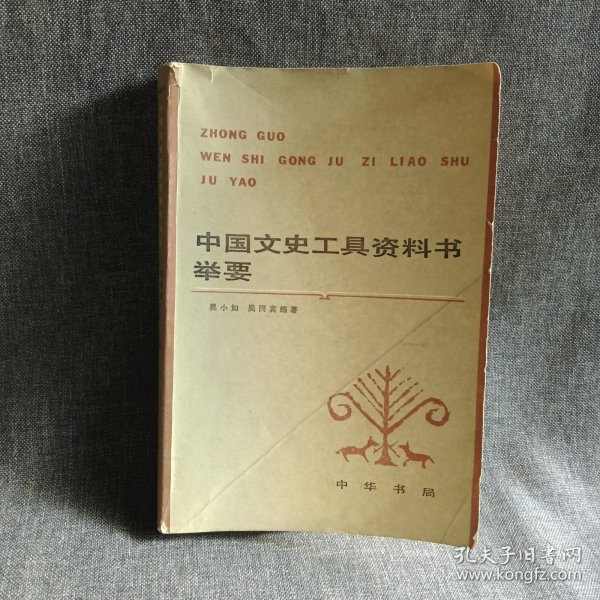 ZHONG GUO
WEN SHI GONG JU ZI LIAO SHU
JU YAO
中国文史工具资料书
举要
吴小如 吴同宾编著
中华书局
孔夫子旧书网
www.kongfz.com